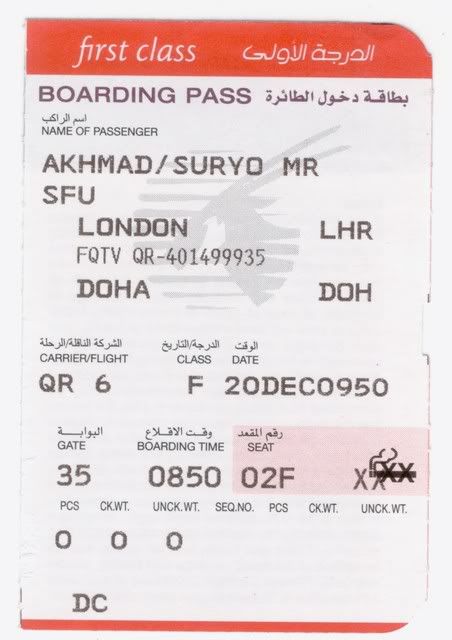 first class الدرجة الأولى
BOARDING PASS بطاقة دخول الطائرة
اسم الراكب
NAME OF PASSENGER
AKHMAD/SURYO MR
SFU
LONDON LHR
FQTV QR-401499935
DOHA DOH
الشركة الناقلة/الرحلة الدرجة/التاريخ الوقت
CARRIER/FLIGHT CLASS DATE
QR 6 F 20DEC0950
البوابة وقت الاقلاع رقم المقعد
GATE BOARDING TIME SEAT
35 0850 02F XXXX
PCS CK.WT. UNCK.WT. SEQ.NO. PCS CK.WT. UNCK.WT.
0 0 0
DC